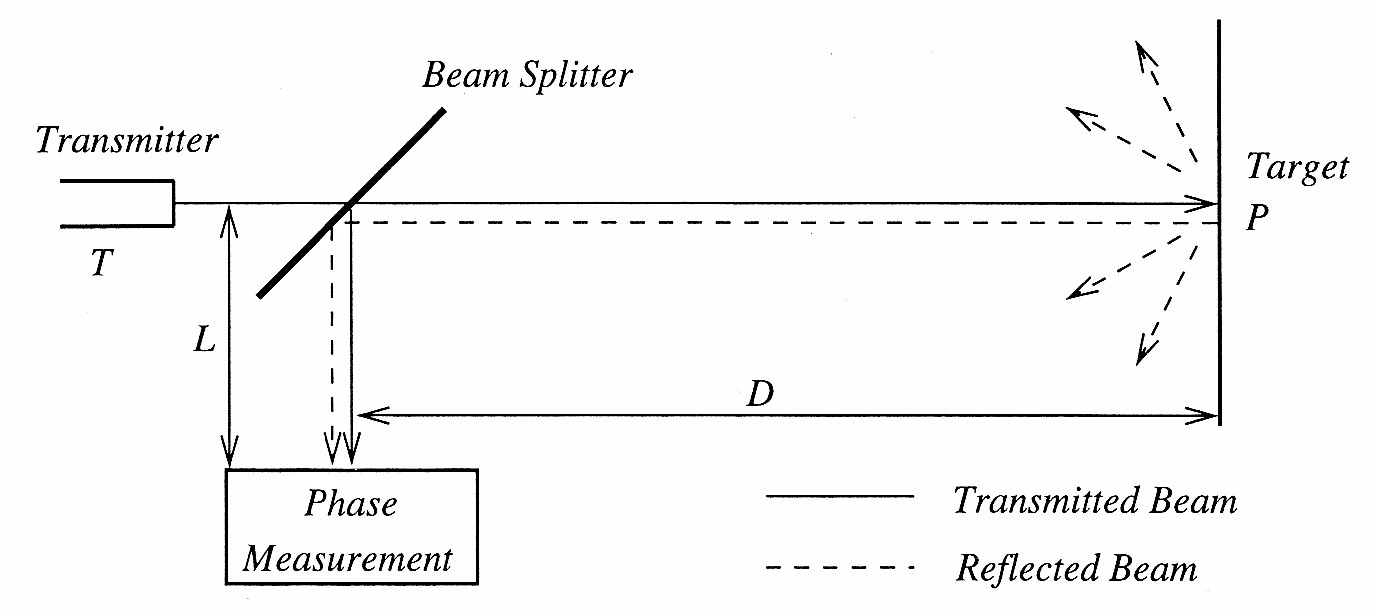 Beam Splitter
Transmitter
T
Target
P
L
D
Phase
Measurement
Transmitted Beam
Reflected Beam